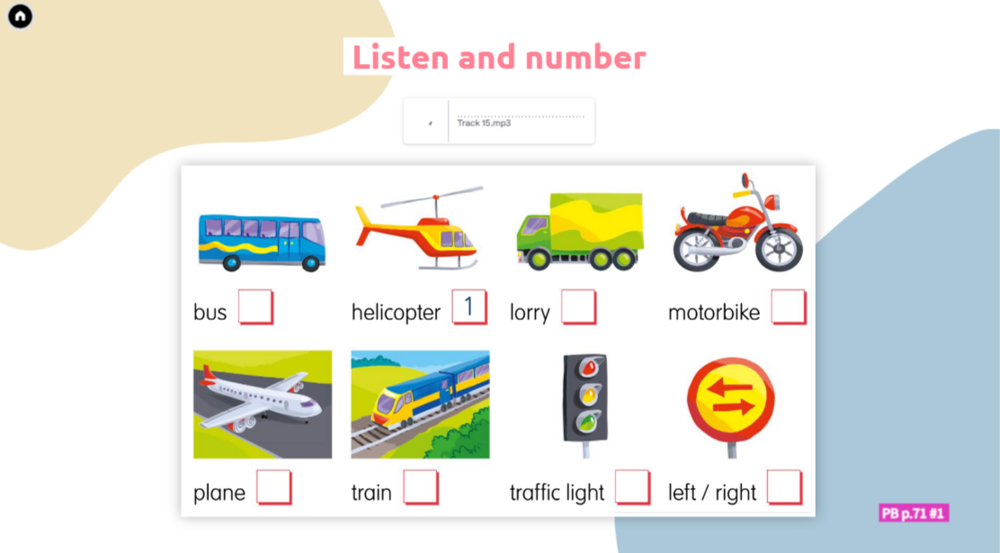 Listen and number
Track 15.mp3
bus
helicopter 1
lorry
motorbike
plane
train
traffic light
left / right
PB p.71 #1